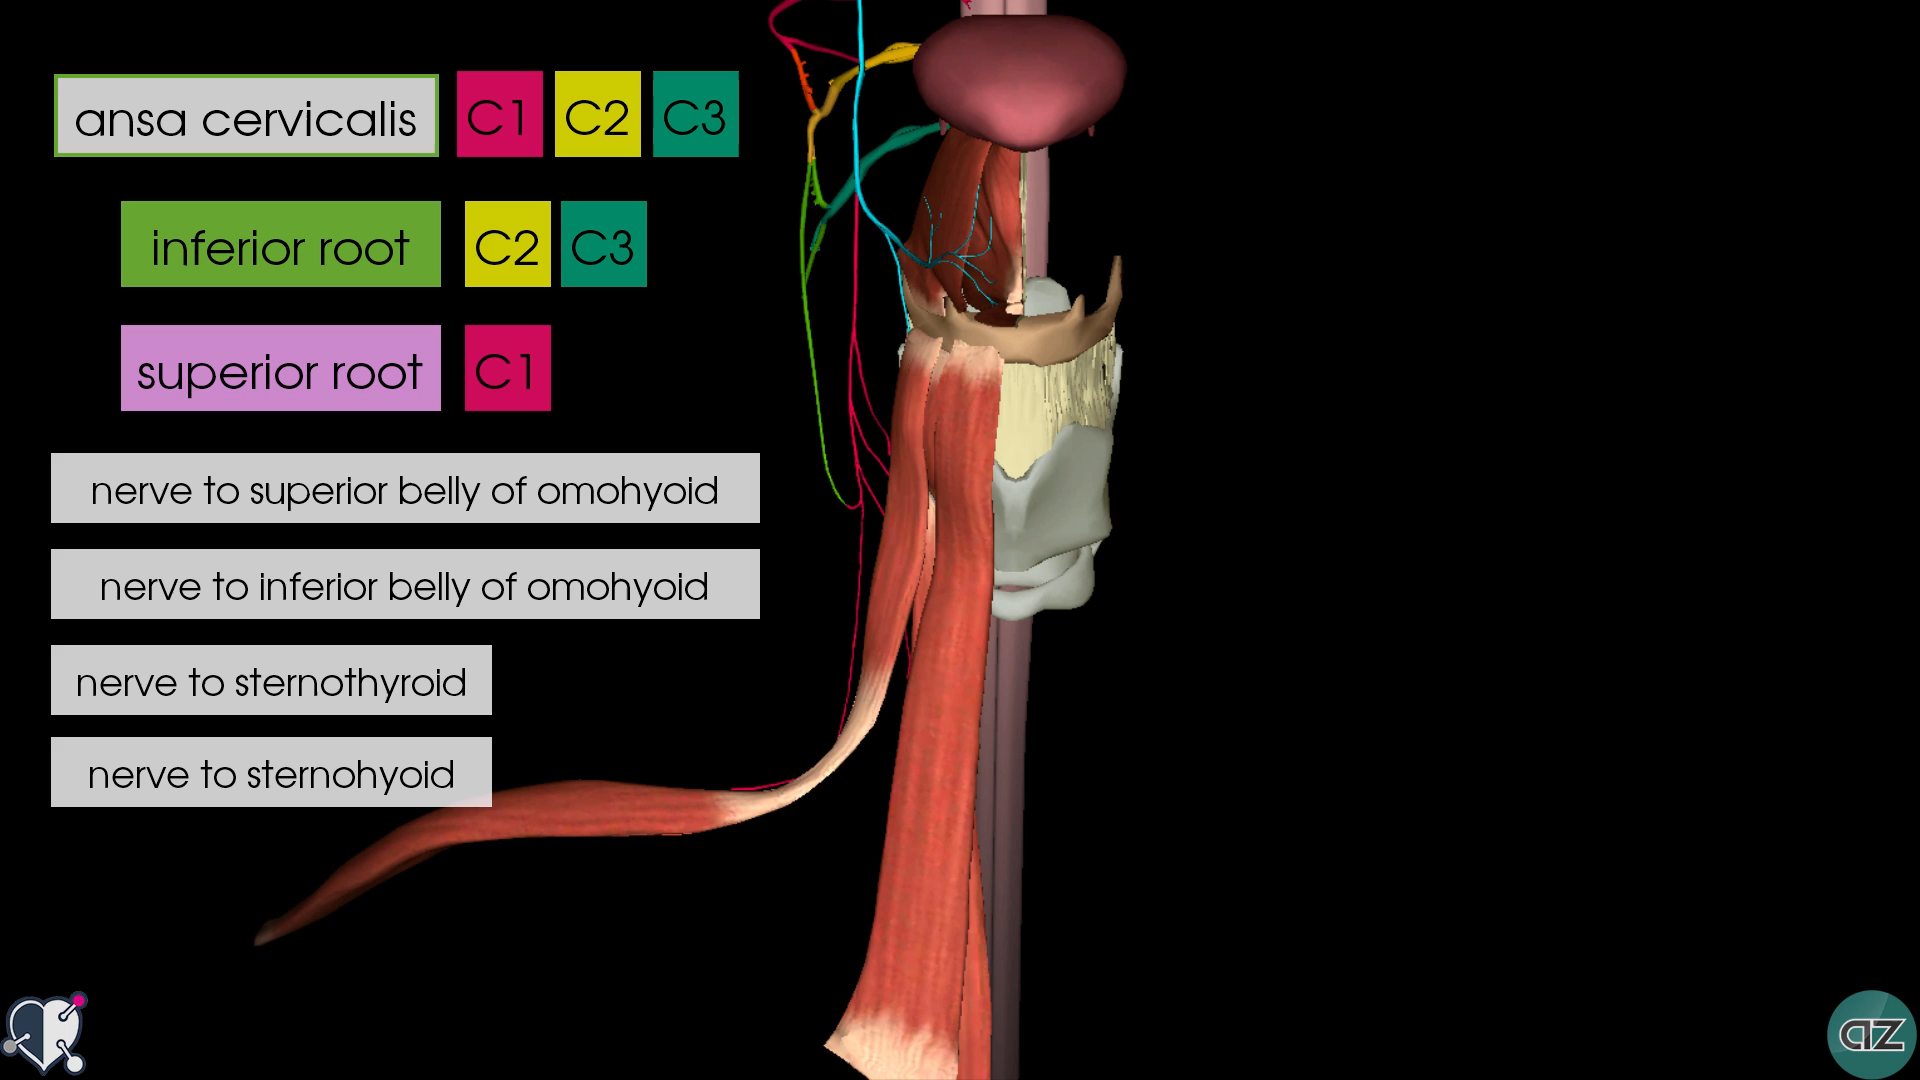 ansa cervicalis C1 C2 C3
inferior root C2 C3
superior root C1
nerve to superior belly of omohyoid
nerve to inferior belly of omohyoid
nerve to sternothyroid
nerve to sternohyoid
az